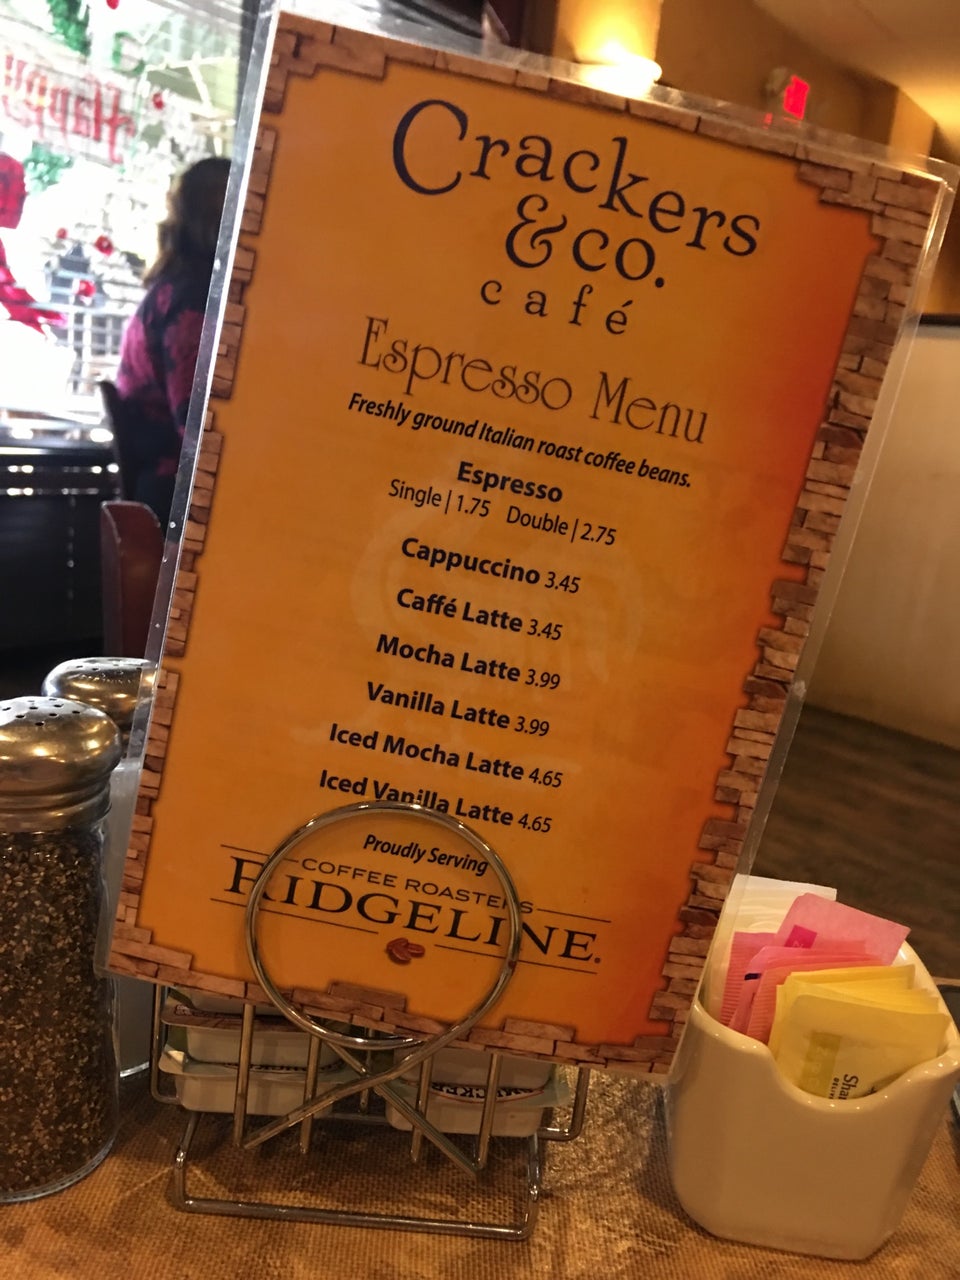 Happy
Crackers
& co.
café
Espresso Menu
Freshly ground Italian roast coffee beans.
Espresso
Single | 1.75 Double | 2.75
Cappuccino 3.45
Caffé Latte 3.45
Mocha Latte 3.99
Vanilla Latte 3.99
Iced Mocha Latte 4.65
Iced Vanilla Latte 4.65
Proudly Serving
COFFEE ROASTERS
RIDGELINE.